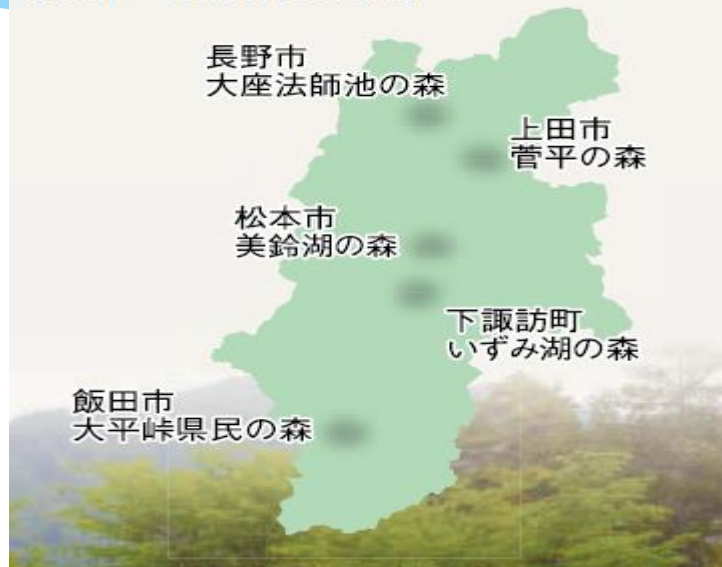 長野市
大座法師池の森
上田市
菅平の森
松本市
美鈴湖の森
下諏訪町
いずみ湖の森
飯田市
大平峠県民の森